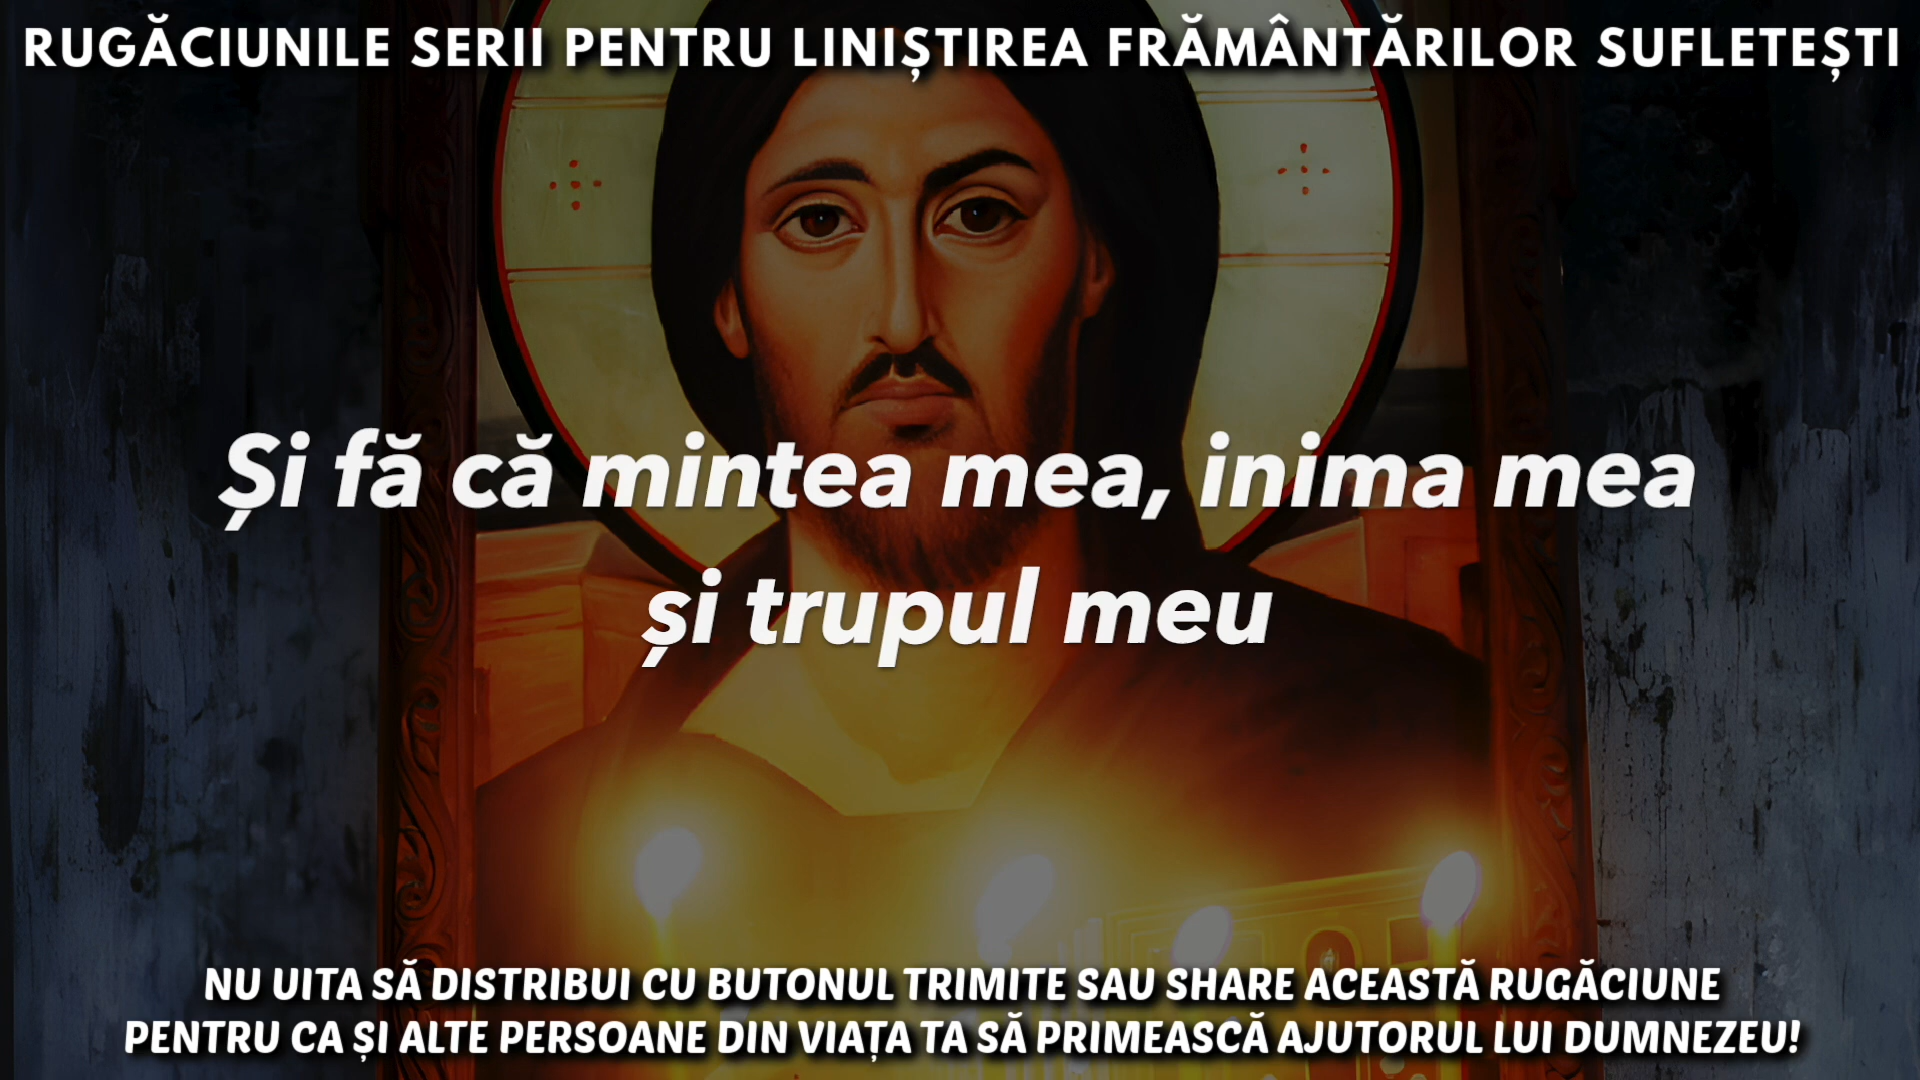 RUGĂCIUNILE SERII PENTRU LINIȘTIREA FRĂMÂNTĂRILOR SUFLETEȘTI
Și fă că mintea mea, inima mea
și trupul meu
NU UITA SĂ DISTRIBUI CU BUTONUL TRIMITE SAU SHARE ACEASTĂ RUGĂCIUNE
PENTRU CA ȘI ALTE PERSOANE DIN VIAȚA TA SĂ PRIMEASCĂ AJUTORUL LUI DUMNEZEU!